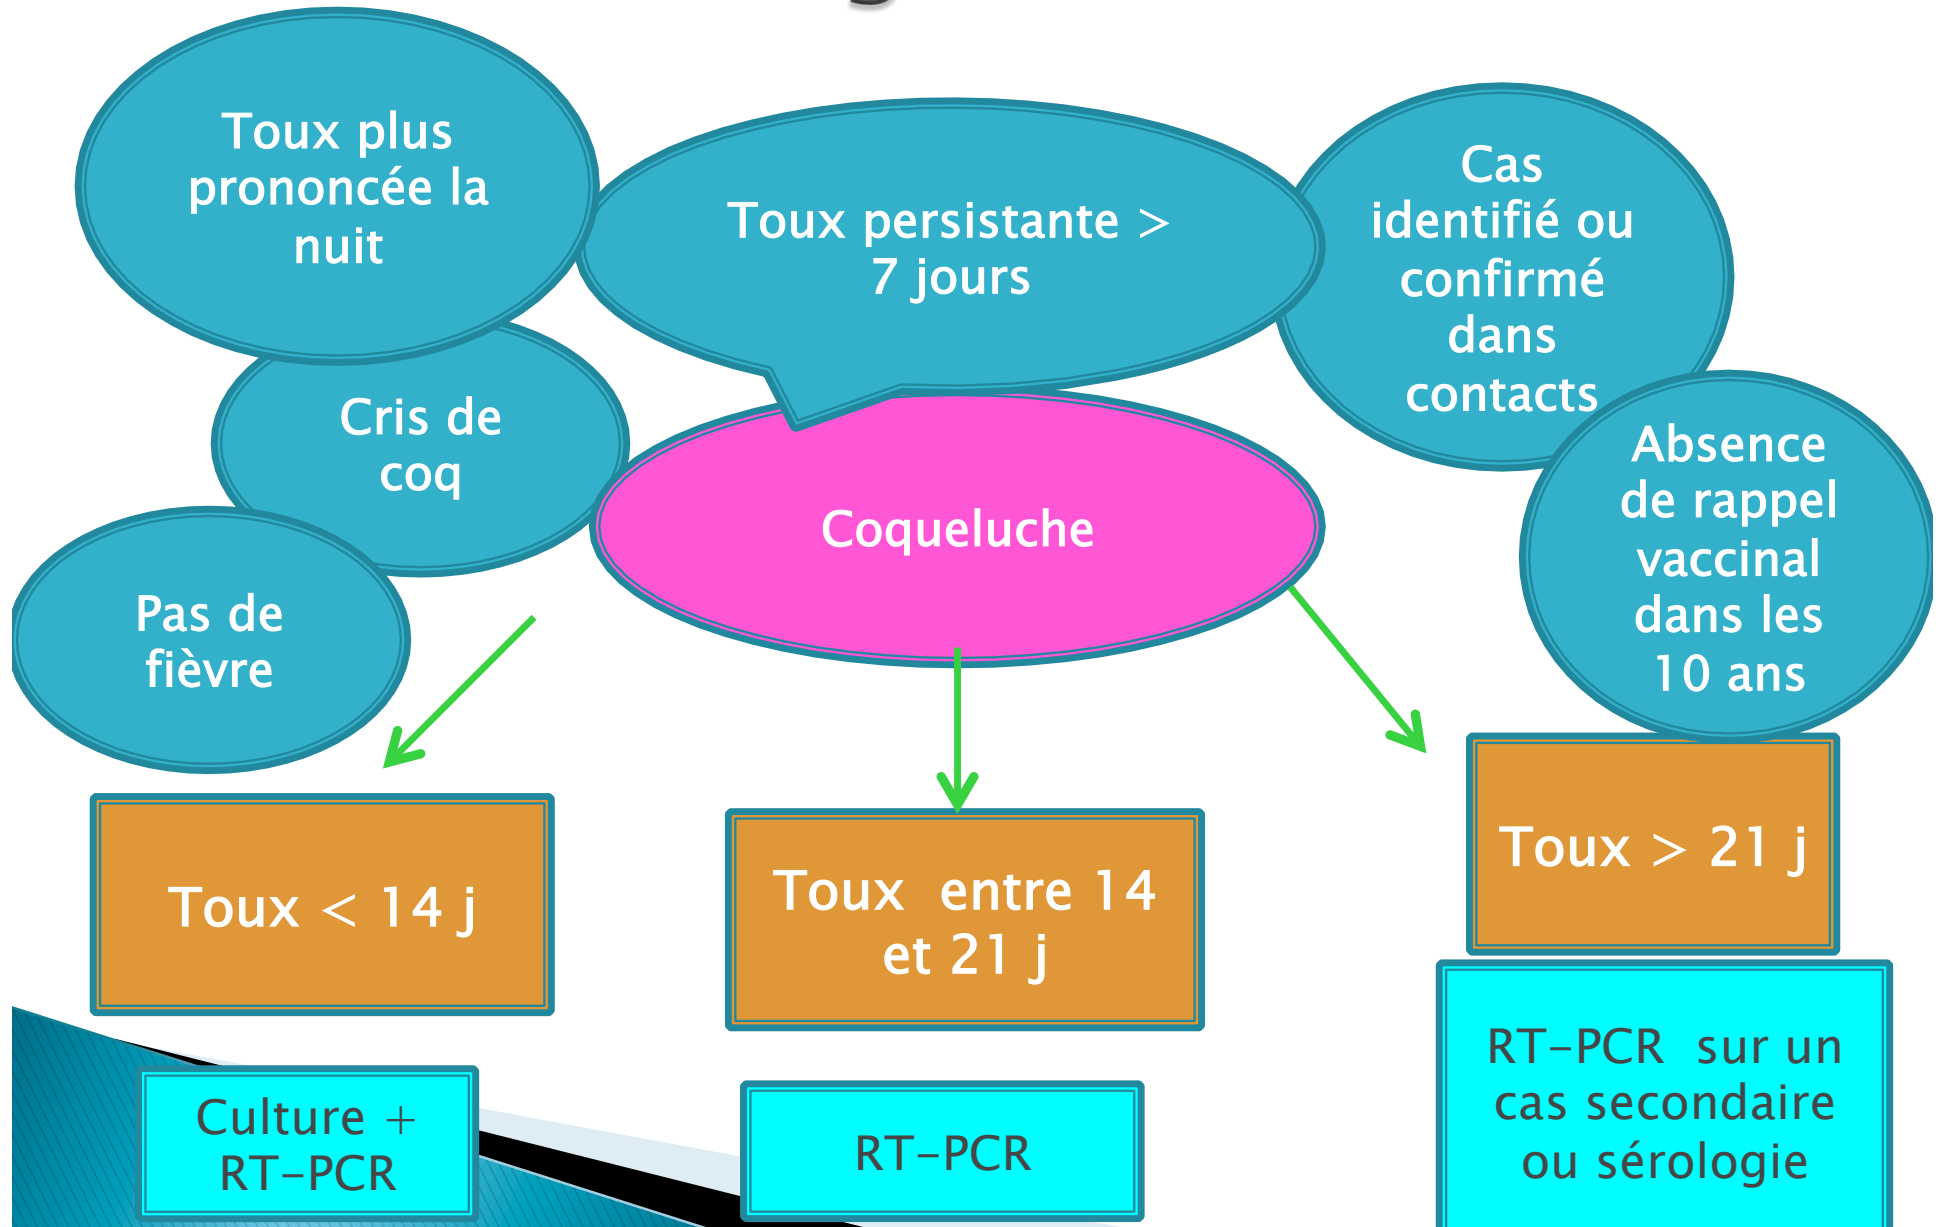 Toux plus
prononcée la
nuit
Toux persistante >
7 jours
Cas
identifié ou
confirmé
dans
contacts
Cris de
coq
Absence
de rappel
vaccinal
dans les
10 ans
Coqueluche
Pas de
fièvre
Toux < 14 j
Toux entre 14
et 21 j
Toux > 21 j
Culture +
RT-PCR
RT-PCR
RT-PCR sur un
cas secondaire
ou sérologie